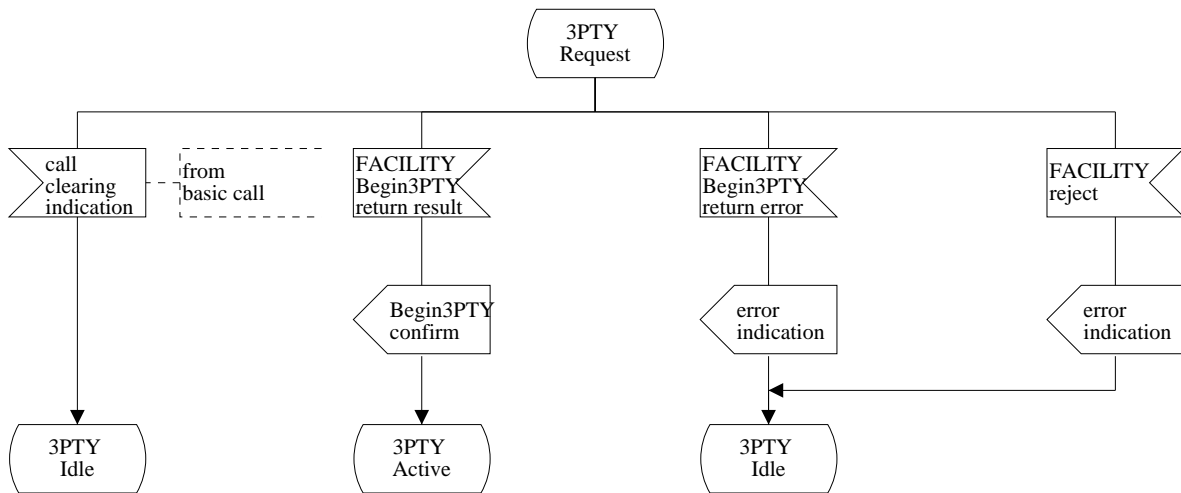 3PTY
Request
call
clearing
indication
from
basic call
FACILITY
Begin3PTY
return result
FACILITY
Begin3PTY
return error
FACILITY
reject
Begin3PTY
confirm
error
indication
error
indication
3PTY
Idle
3PTY
Active
3PTY
Idle